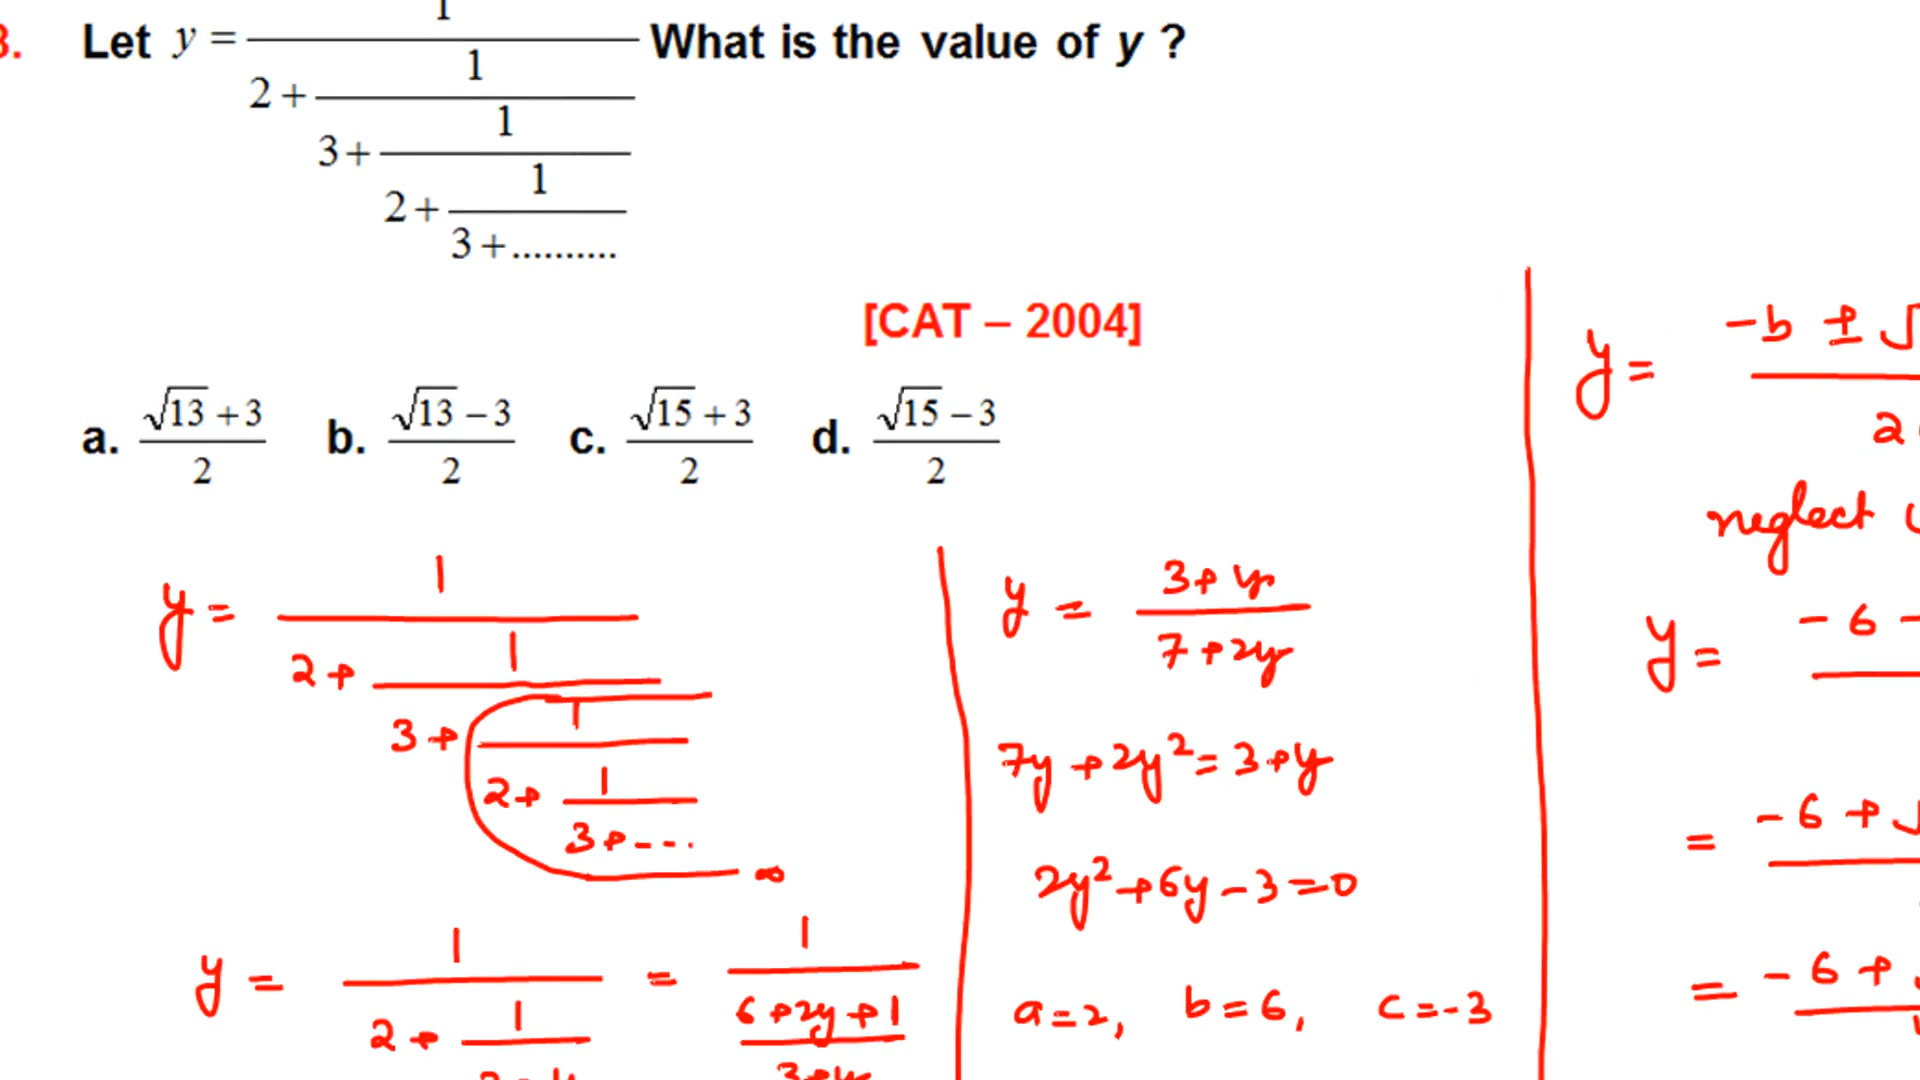 3. Let y = 1 What is the value of y ?
1
2 +
1
3 +
1
2 +
3 + ..........
[CAT – 2004]
a. √13 + 3 / 2 b. √13 – 3 / 2 c. √15 + 3 / 2 d. √15 – 3 / 2
y = 1
2 + 1
3 + 1
2 + 1
3 + --- ∞
y = 1 = 1
2 + 1 6 + 2y + 1
3 + y
y = 3 + y / 7 + 2y
7y + 2y² = 3 + y
2y² + 6y – 3 = 0
a = 2, b = 6, c = -3
y = -b ± √
2
neglect
y = -6 -
= -6 + √
= -6 +